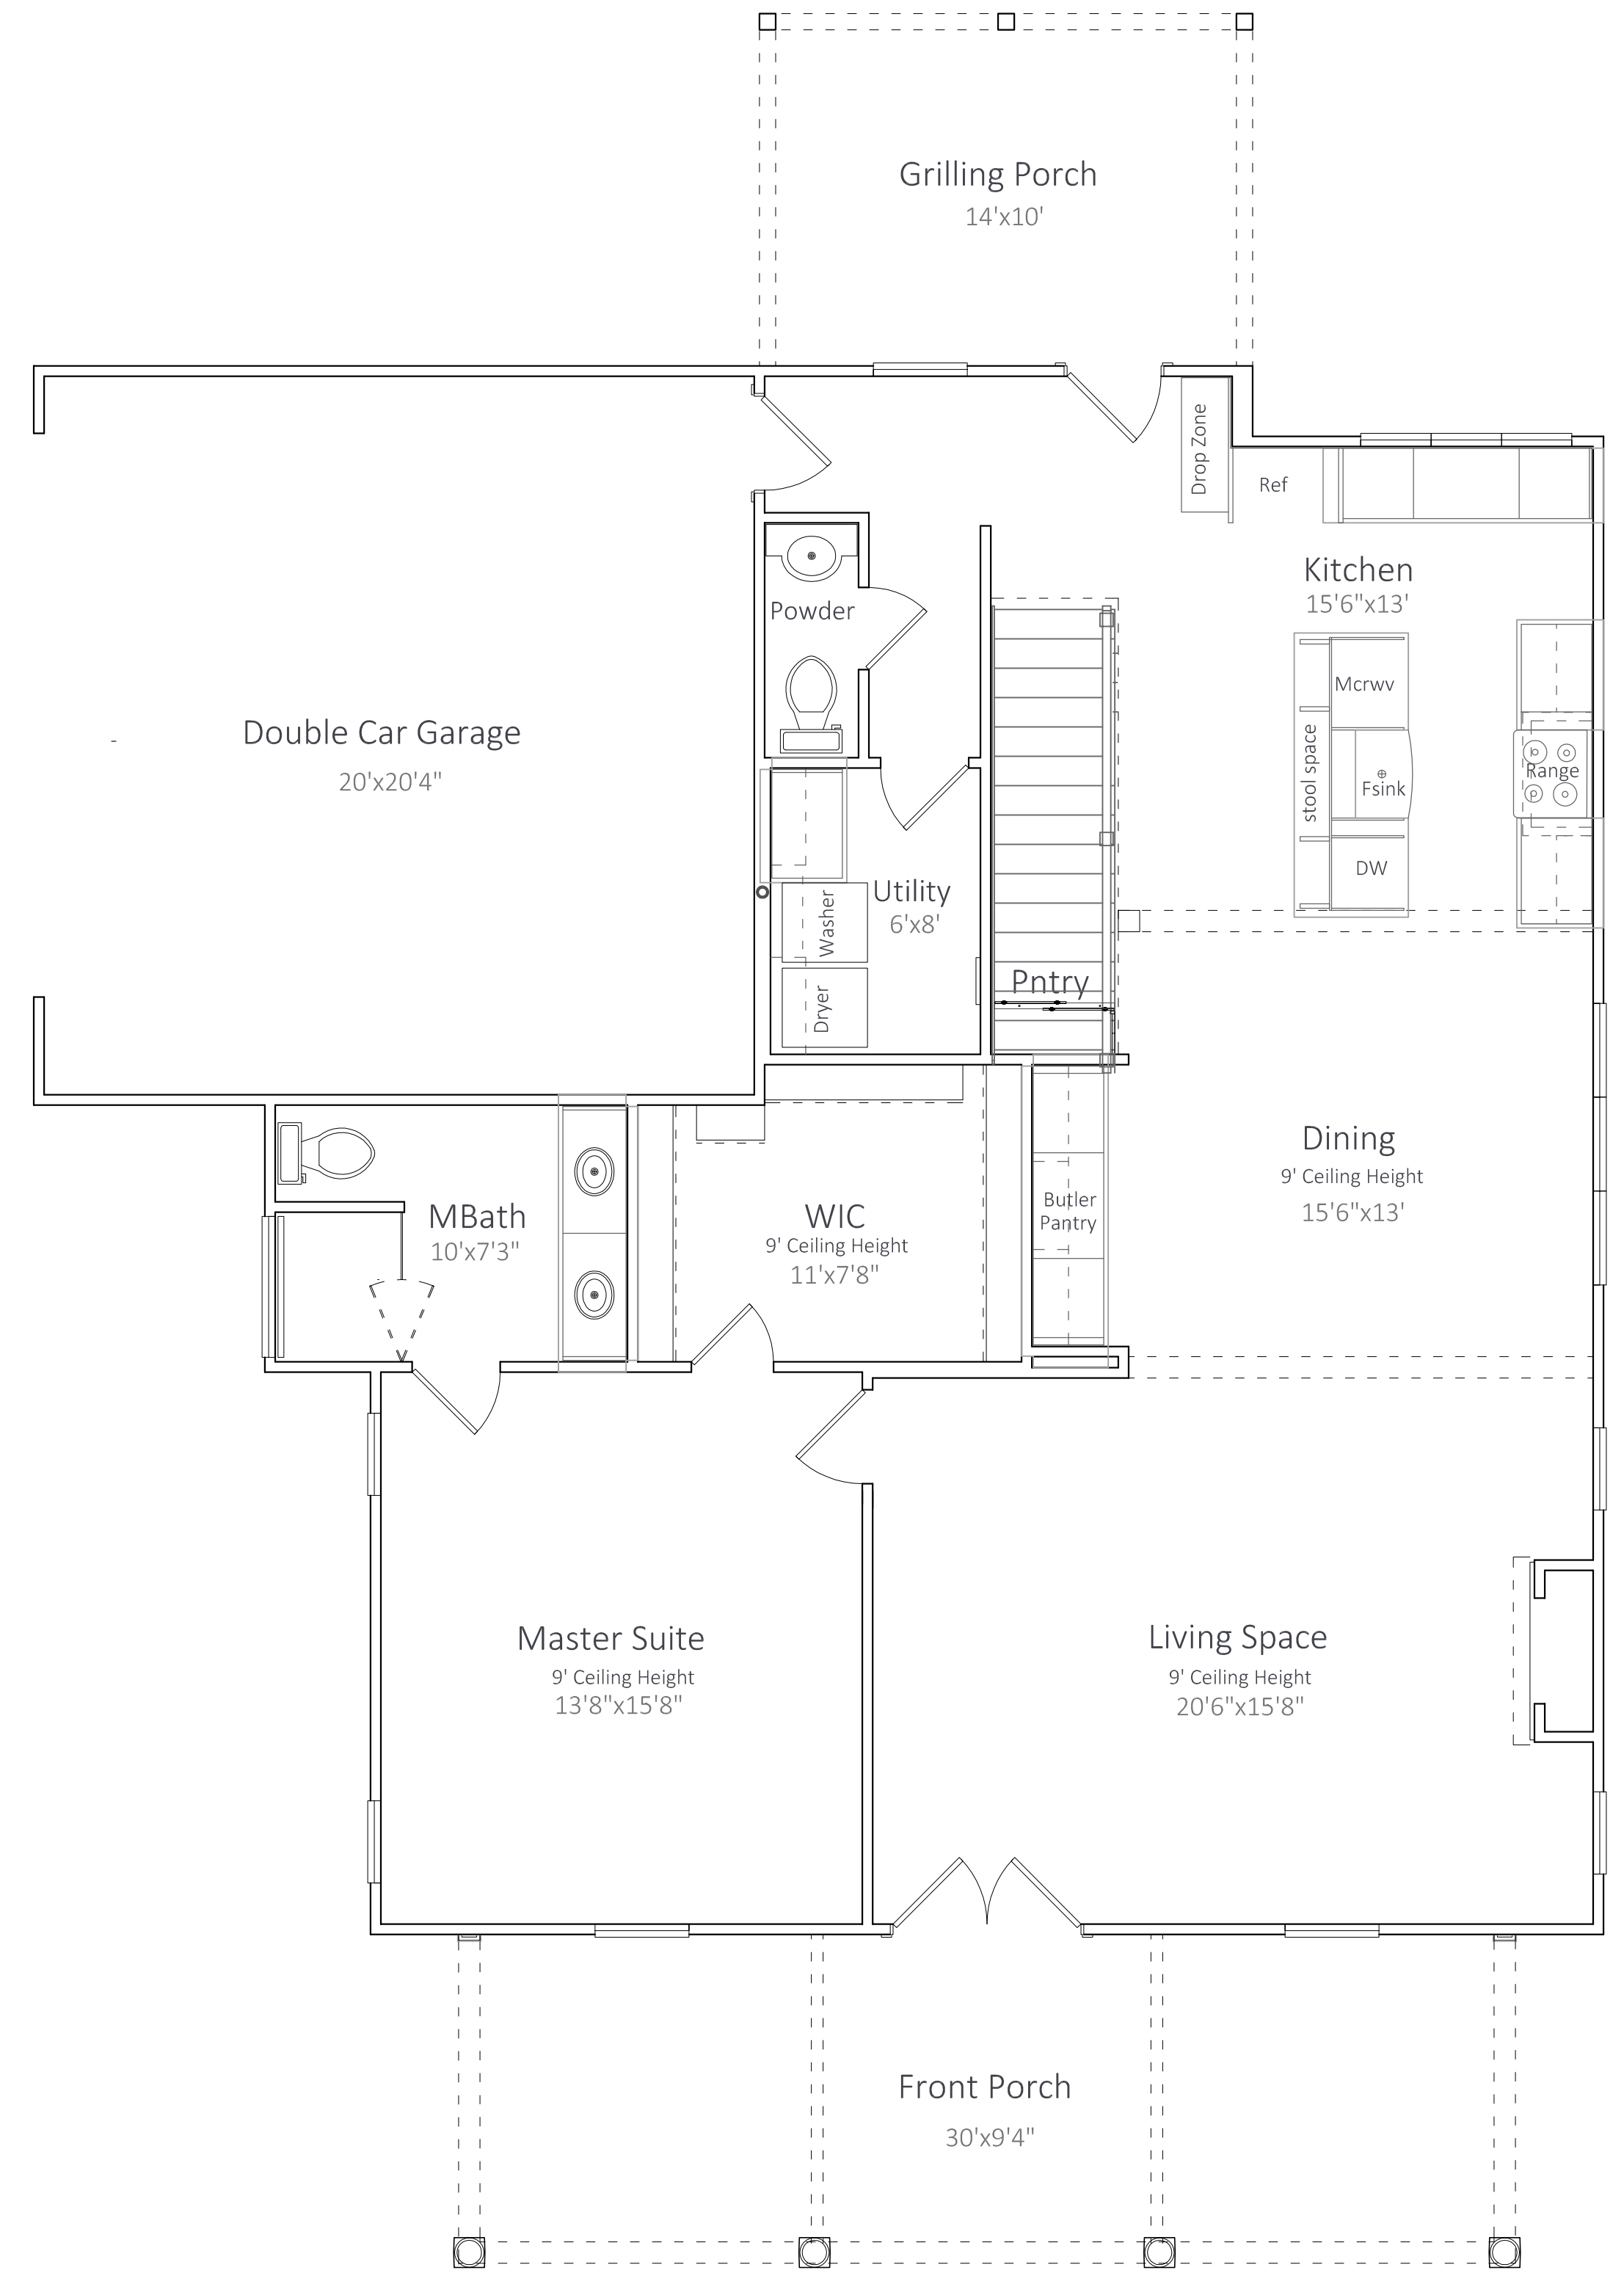 Grilling Porch
14'x10'
Drop Zone
Ref
Kitchen
15'6"x13'
Powder
Mcrwv
Double Car Garage
20'x20'4"
stool space
Range
Fsink
DW
Utility
6'x8'
Washer
Pntry
Dryer
Dining
9' Ceiling Height
15'6"x13'
Butler
Pantry
MBath
10'x7'3"
WIC
9' Ceiling Height
11'x7'8"
Master Suite
9' Ceiling Height
13'8"x15'8"
Living Space
9' Ceiling Height
20'6"x15'8"
Front Porch
30'x9'4"